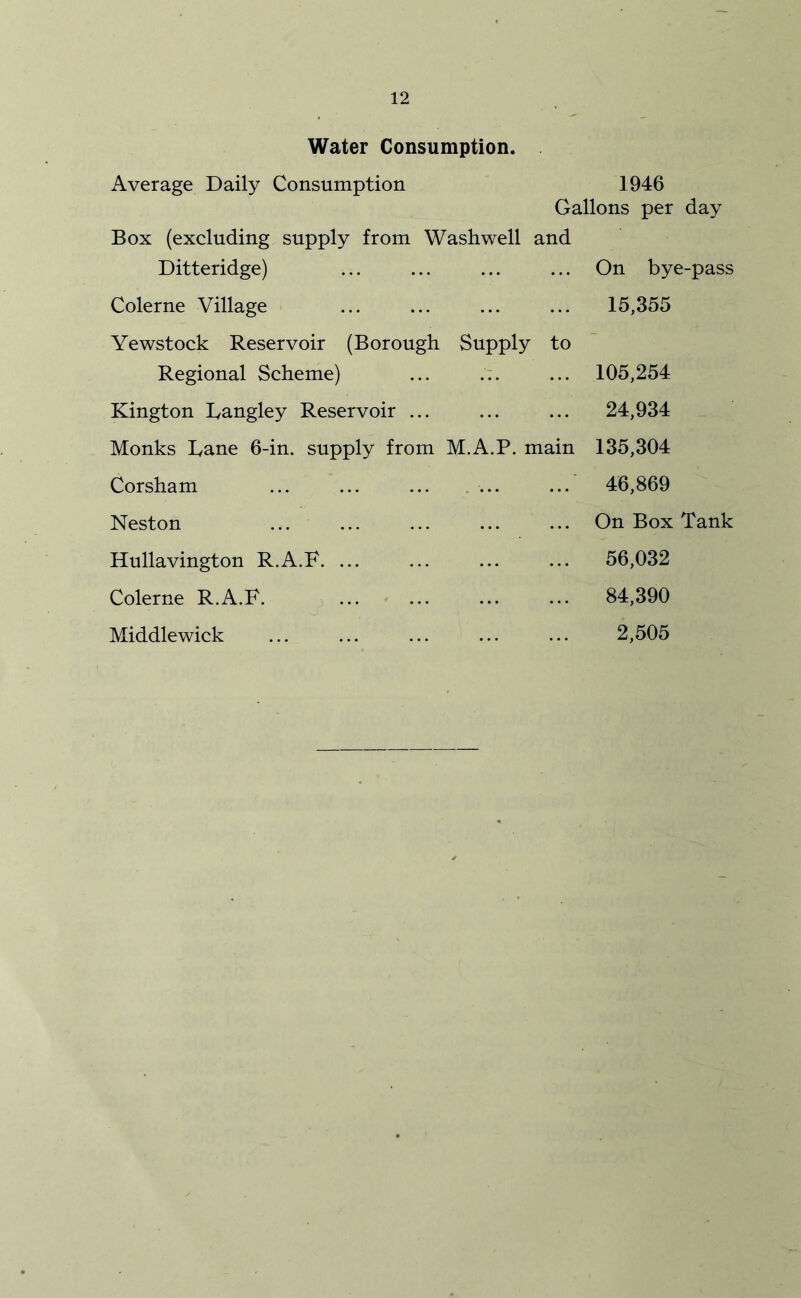 12
Water Consumption.
Average Daily Consumption 1946
Gallons per day
Box (excluding supply from Washwell and
Ditteridge) ... ... ... ... On bye-pass
Colerne Village ... ... ... ... 15,355
Yewstock Reservoir (Borough Supply to
Regional Scheme) ... ... ... 105,254
Kington Langley Reservoir ... ... ... 24,934
Monks Lane 6-in. supply from M.A.P. main 135,304
Corsham ... ... ... ... ... 46,869
Neston ... ... ... ... ... On Box Tank
Hullavington R.A.F. ... ... ... ... 56,032
Colerne R.A.F. ... ... ... ... 84,390
Middlewick ... ... ... ... ... 2,505